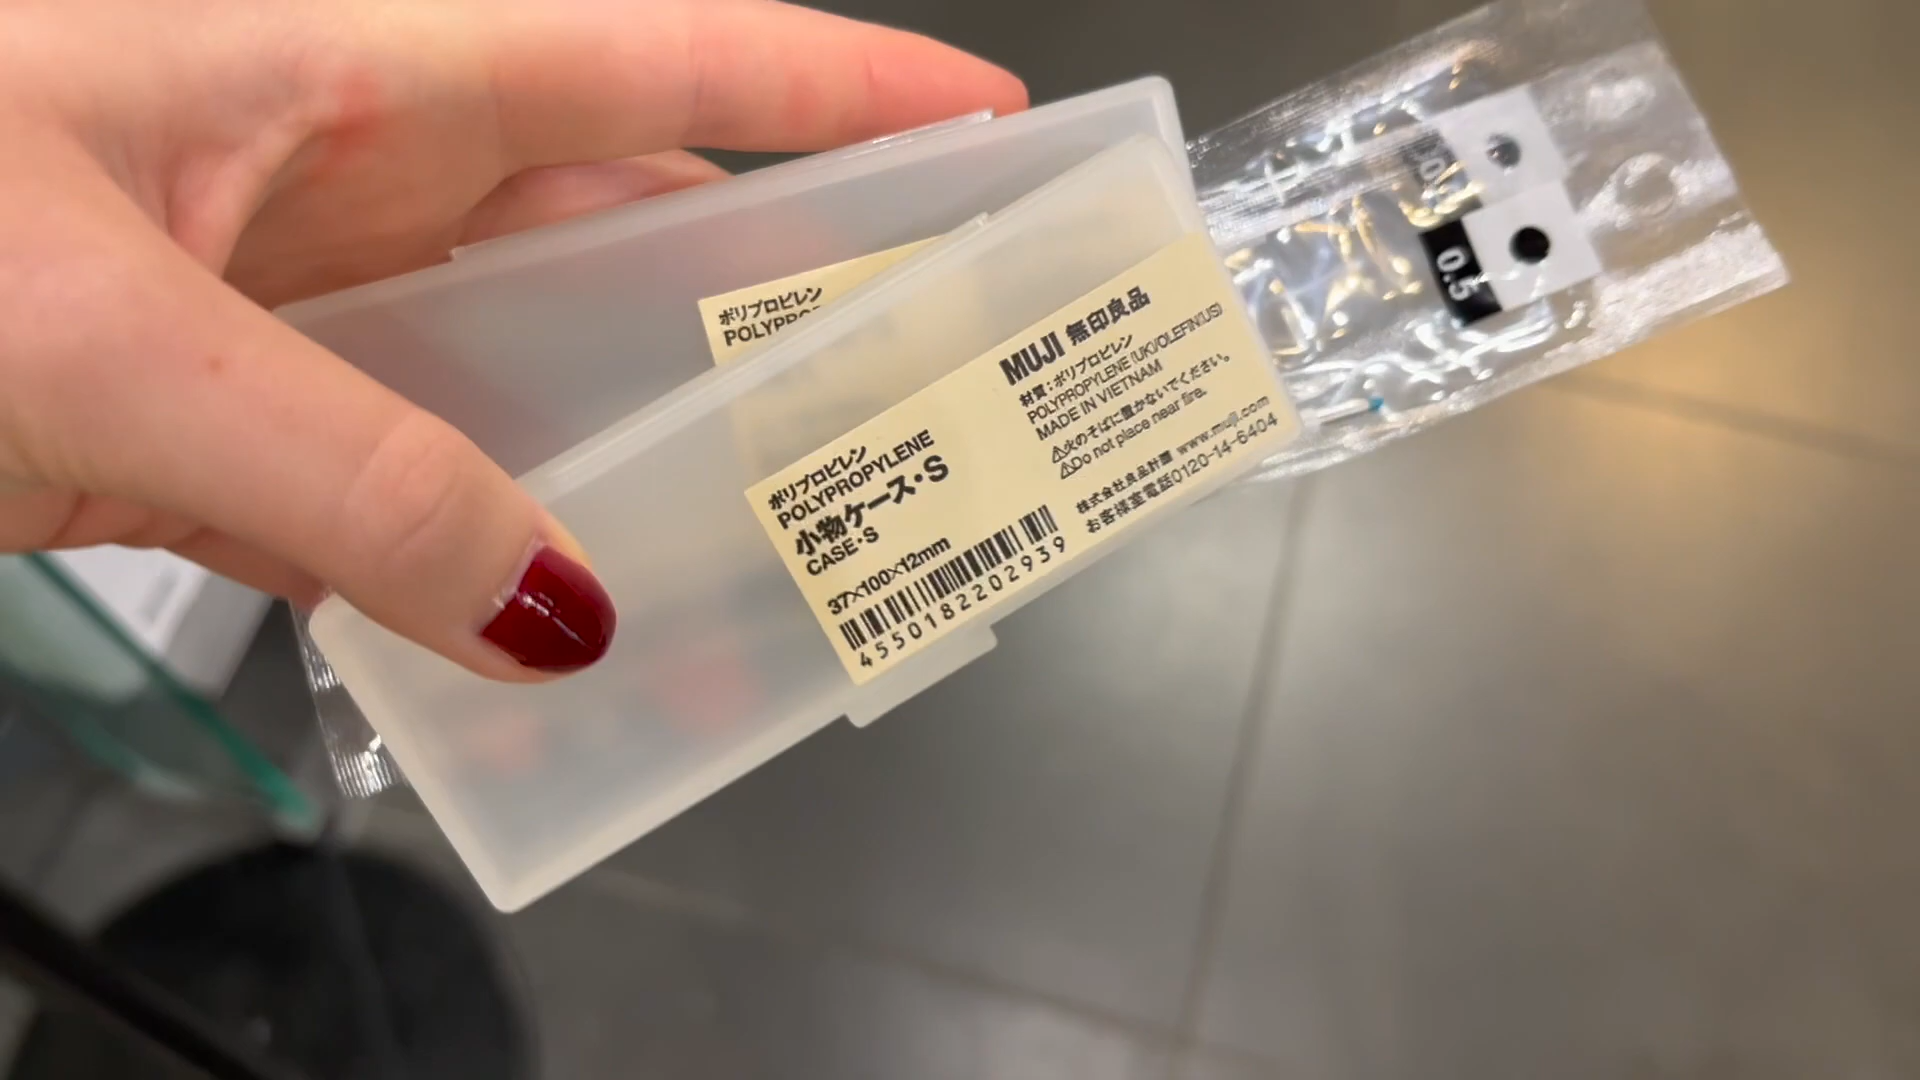 ポリプロピレン
POLYPROP
ポリプロピレン
POLYPROPYLENE
小物ケース・S
CASE・S
37×100×12mm
4550182202939
MUJI 無印良品
材質：ポリプロピレン
POLYPROPYLENE (UK)/OLEFIN(US)
MADE IN VIETNAM
⚠火のそばに置かないでください。
⚠Do not place near fire.
株式会社良品計画 www.muji.com
お客様室電話0120-14-6404
0.5